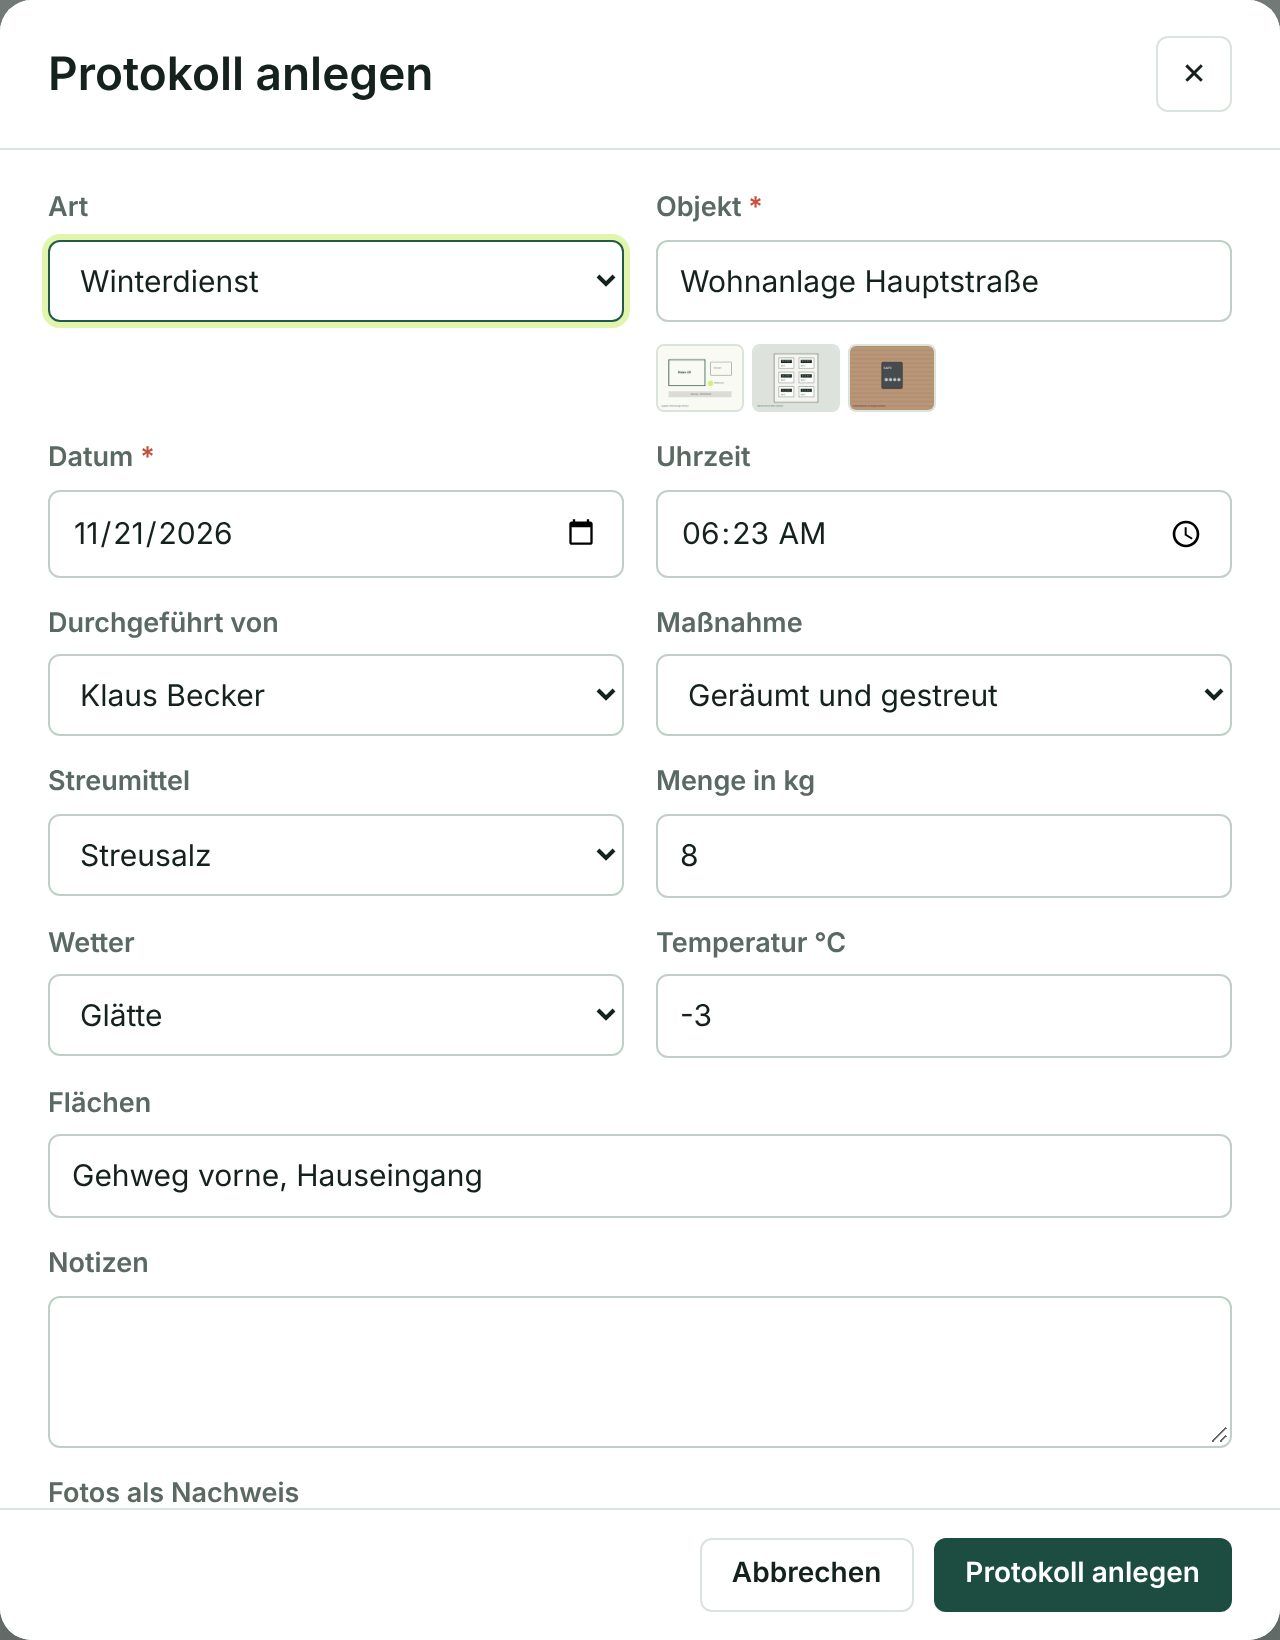 Protokoll anlegen
×
Art
Objekt *
Winterdienst
Wohnanlage Hauptstraße
Datum *
Uhrzeit
11/21/2026
06:23 AM
Durchgeführt von
Maßnahme
Klaus Becker
Geräumt und gestreut
Streumittel
Menge in kg
Streusalz
8
Wetter
Temperatur °C
Glätte
-3
Flächen
Gehweg vorne, Hauseingang
Notizen
Fotos als Nachweis
Abbrechen
Protokoll anlegen